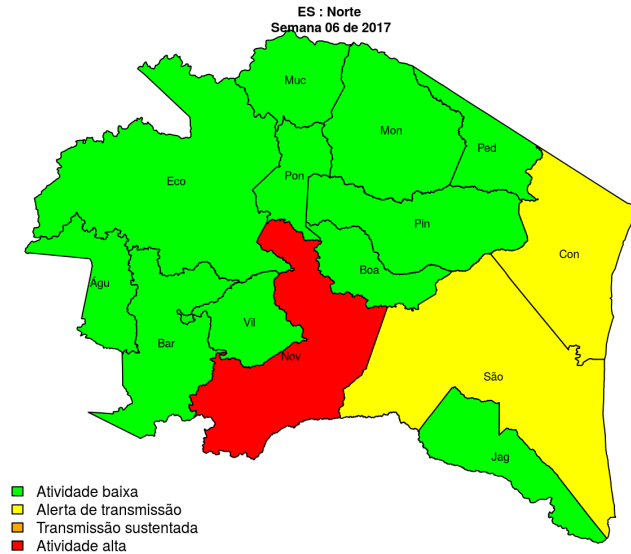 ES : Norte
Semana 06 de 2017
Muc
Mon
Ped
Eco
Pon
Pin
Con
Boa
Águ
Vil
Bar
Nov
São
Jag
Atividade baixa
Alerta de transmissão
Transmissão sustentada
Atividade alta